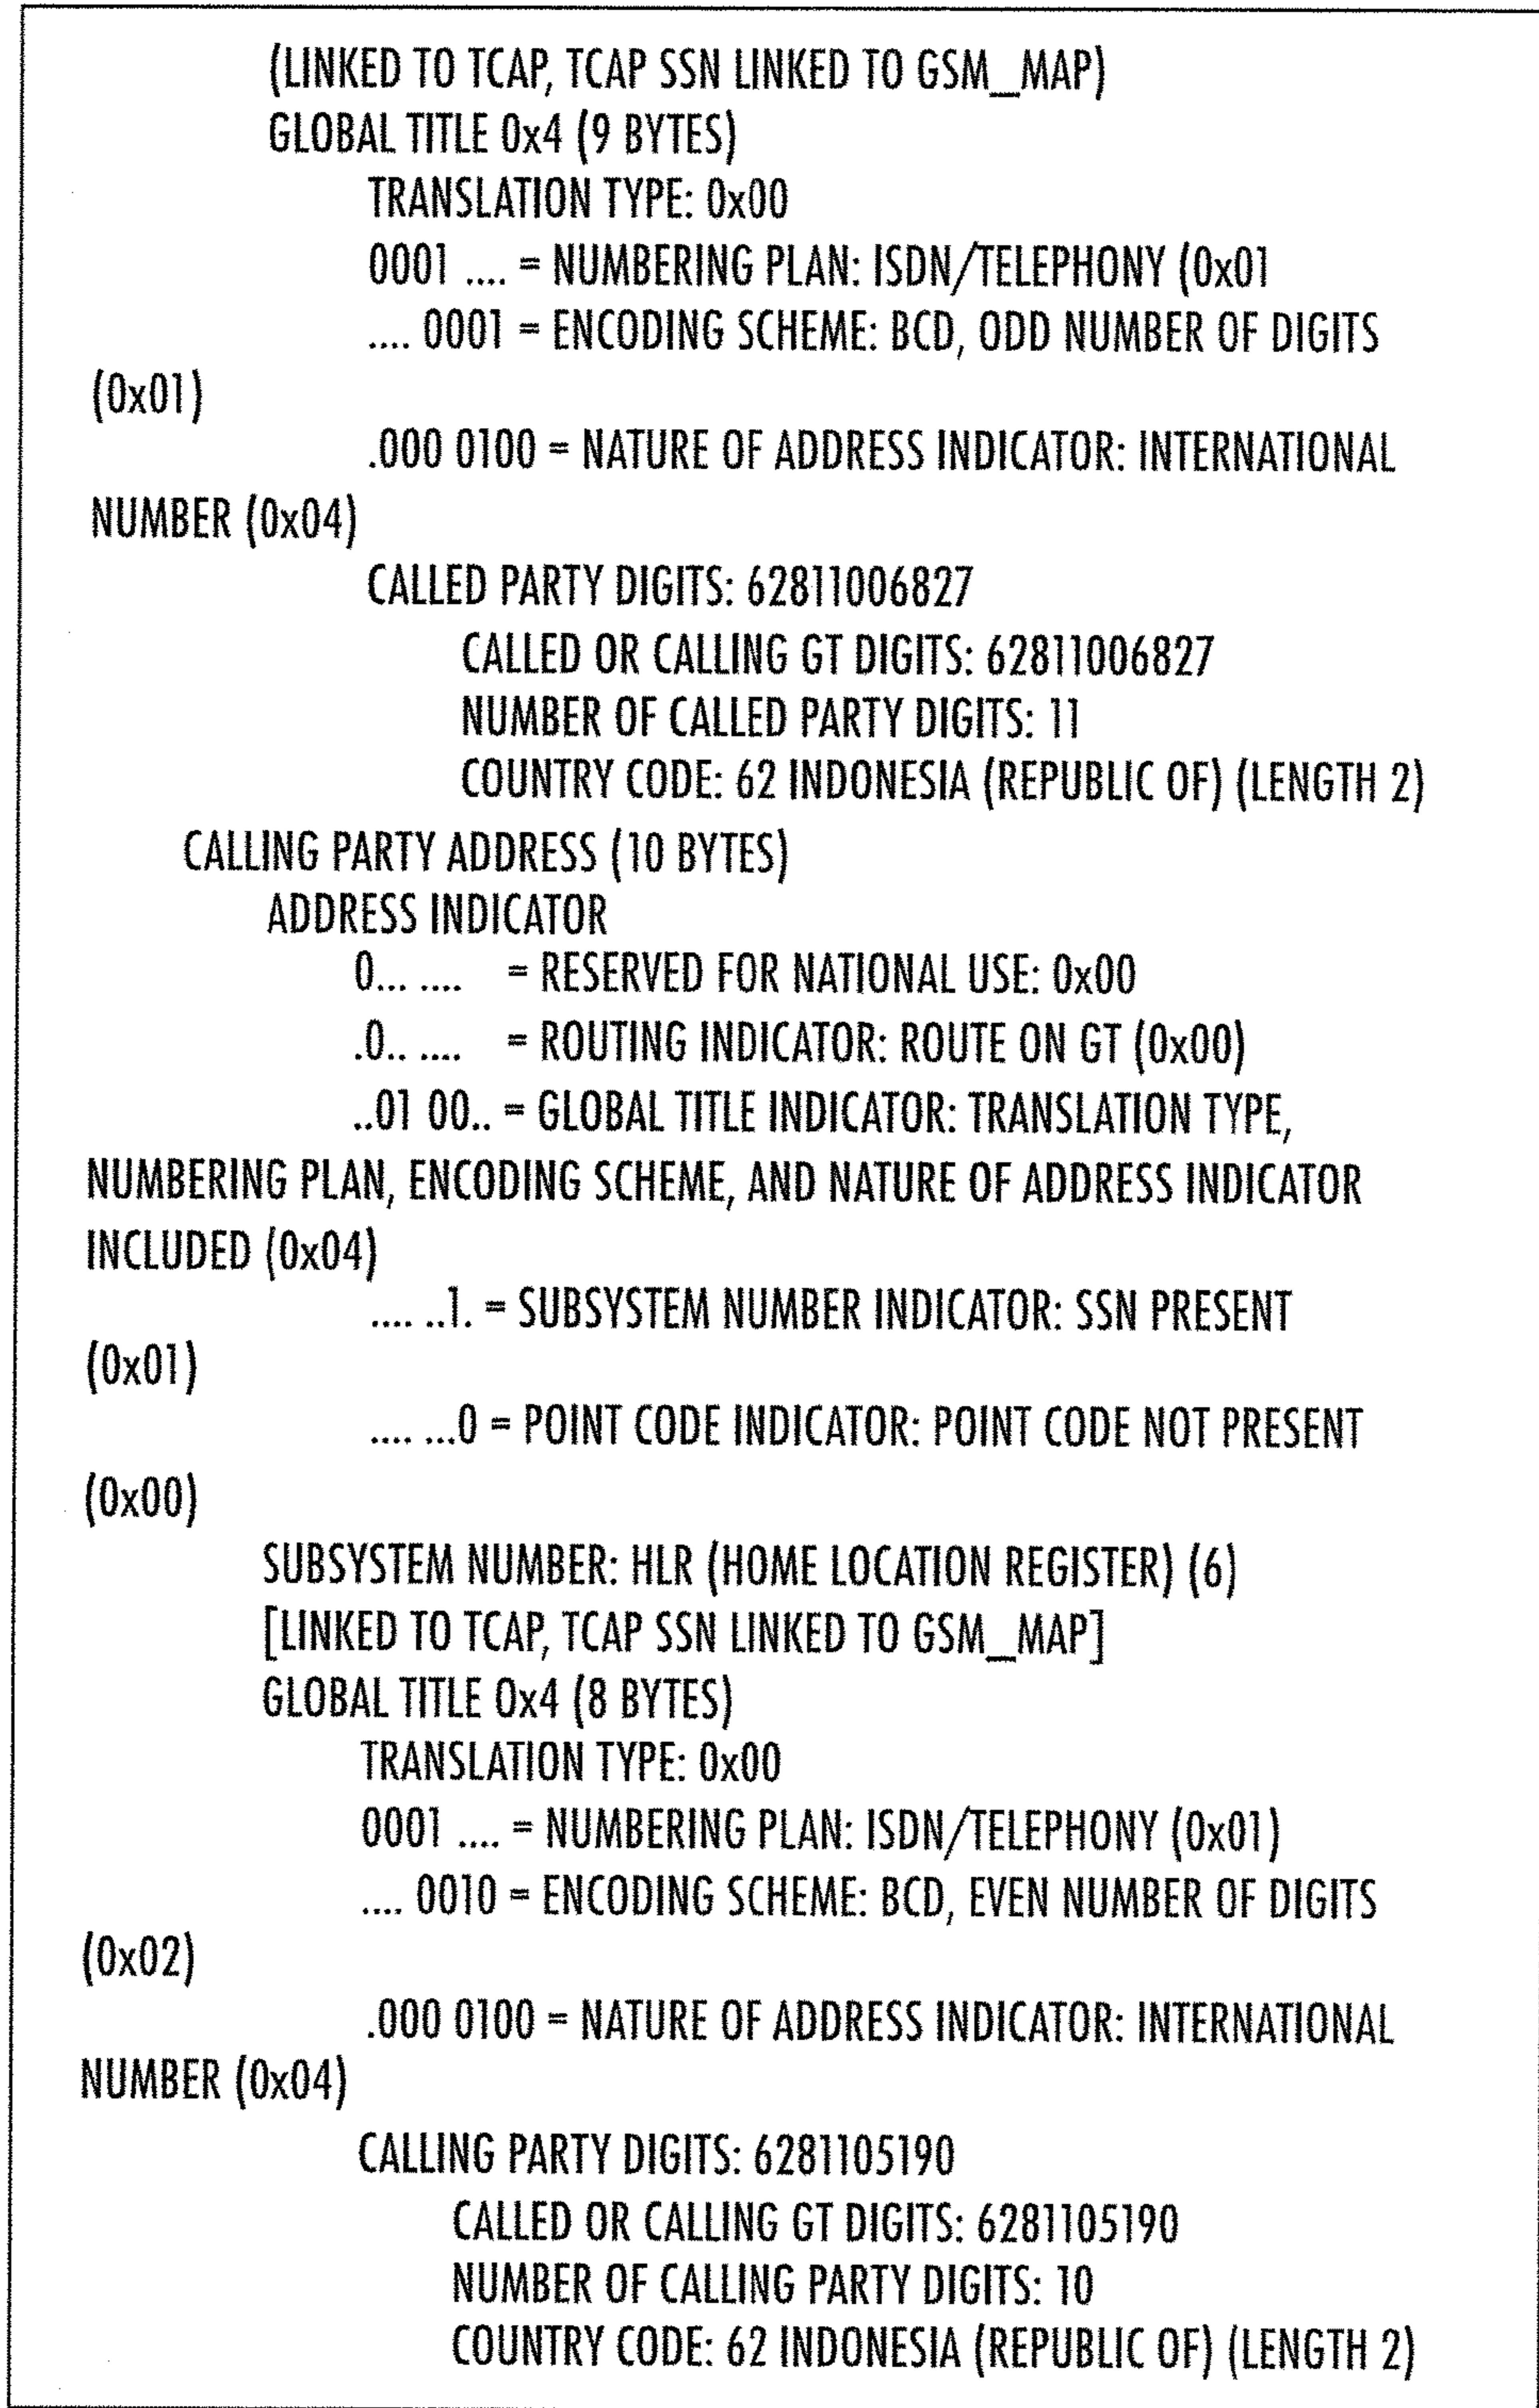 (LINKED TO TCAP, TCAP SSN LINKED TO GSM_MAP)
GLOBAL TITLE 0x4 (9 BYTES)
TRANSLATION TYPE: 0x00
0001 .... = NUMBERING PLAN: ISDN/TELEPHONY (0x01
.... 0001 = ENCODING SCHEME: BCD, ODD NUMBER OF DIGITS
(0x01)
.000 0100 = NATURE OF ADDRESS INDICATOR: INTERNATIONAL
NUMBER (0x04)
CALLED PARTY DIGITS: 62811006827
CALLED OR CALLING GT DIGITS: 62811006827
NUMBER OF CALLED PARTY DIGITS: 11
COUNTRY CODE: 62 INDONESIA (REPUBLIC OF) (LENGTH 2)
CALLING PARTY ADDRESS (10 BYTES)
ADDRESS INDICATOR
0... .... = RESERVED FOR NATIONAL USE: 0x00
.0.. .... = ROUTING INDICATOR: ROUTE ON GT (0x00)
..01 00.. = GLOBAL TITLE INDICATOR: TRANSLATION TYPE,
NUMBERING PLAN, ENCODING SCHEME, AND NATURE OF ADDRESS INDICATOR
INCLUDED (0x04)
.... ..1. = SUBSYSTEM NUMBER INDICATOR: SSN PRESENT
(0x01)
.... ...0 = POINT CODE INDICATOR: POINT CODE NOT PRESENT
(0x00)
SUBSYSTEM NUMBER: HLR (HOME LOCATION REGISTER) (6)
[LINKED TO TCAP, TCAP SSN LINKED TO GSM_MAP]
GLOBAL TITLE 0x4 (8 BYTES)
TRANSLATION TYPE: 0x00
0001 .... = NUMBERING PLAN: ISDN/TELEPHONY (0x01)
.... 0010 = ENCODING SCHEME: BCD, EVEN NUMBER OF DIGITS
(0x02)
.000 0100 = NATURE OF ADDRESS INDICATOR: INTERNATIONAL
NUMBER (0x04)
CALLING PARTY DIGITS: 6281105190
CALLED OR CALLING GT DIGITS: 6281105190
NUMBER OF CALLING PARTY DIGITS: 10
COUNTRY CODE: 62 INDONESIA (REPUBLIC OF) (LENGTH 2)